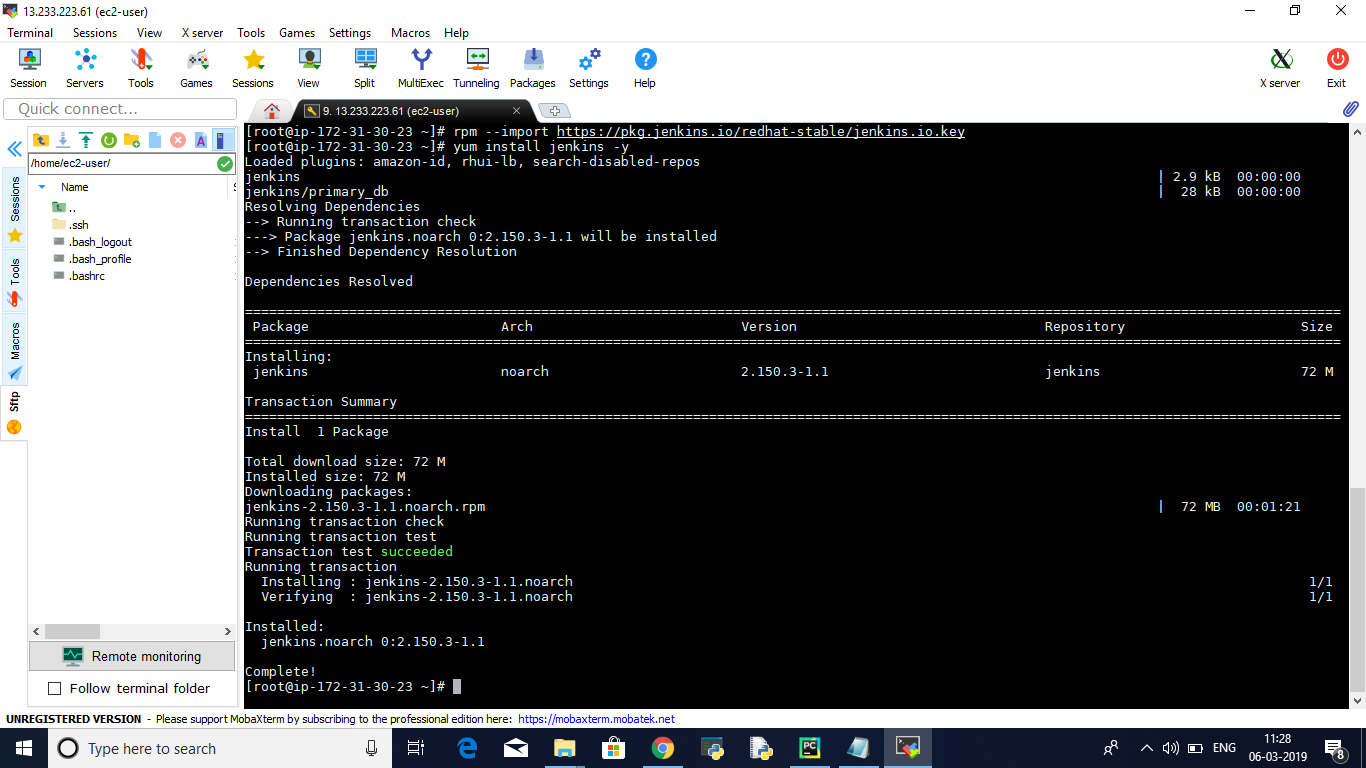 13.233.223.61 (ec2-user)
Terminal Sessions View X server Tools Games Settings Macros Help
Session Servers Tools Games Sessions View Split MultiExec Tunneling Packages Settings Help X server Exit
Quick connect...
9. 13.233.223.61 (ec2-user)
/home/ec2-user/
Name
..
.ssh
.bash_logout
.bash_profile
.bashrc
Sessions
Tools
Macros
Sftp
Remote monitoring
Follow terminal folder
[root@ip-172-31-30-23 ~]# rpm --import https://pkg.jenkins.io/redhat-stable/jenkins.io.key
[root@ip-172-31-30-23 ~]# yum install jenkins -y
Loaded plugins: amazon-id, rhui-lb, search-disabled-repos
jenkins | 2.9 kB 00:00:00
jenkins/primary_db | 28 kB 00:00:00
Resolving Dependencies
--> Running transaction check
---> Package jenkins.noarch 0:2.150.3-1.1 will be installed
--> Finished Dependency Resolution
Dependencies Resolved
Package Arch Version Repository Size
Installing:
jenkins noarch 2.150.3-1.1 jenkins 72 M
Transaction Summary
Install 1 Package
Total download size: 72 M
Installed size: 72 M
Downloading packages:
jenkins-2.150.3-1.1.noarch.rpm | 72 MB 00:01:21
Running transaction check
Running transaction test
Transaction test succeeded
Running transaction
Installing : jenkins-2.150.3-1.1.noarch 1/1
Verifying : jenkins-2.150.3-1.1.noarch 1/1
Installed:
jenkins.noarch 0:2.150.3-1.1
Complete!
[root@ip-172-31-30-23 ~]#
UNREGISTERED VERSION - Please support MobaXterm by subscribing to the professional edition here: https://mobaxterm.mobatek.net
Type here to search
ENG
11:28
06-03-2019
8